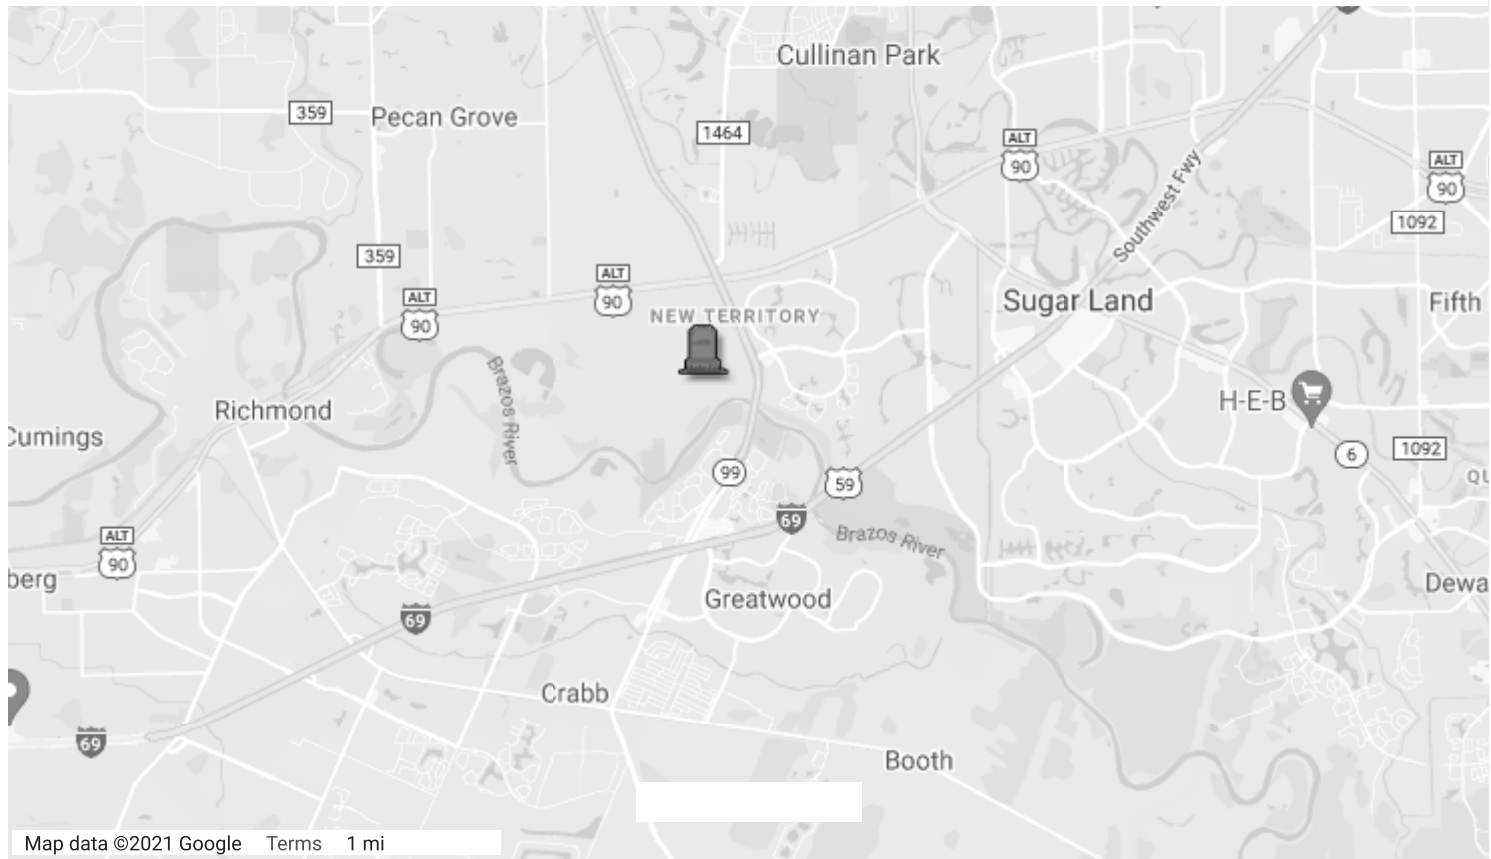 Cullinan Park
359
Pecan Grove
1464
ALT
90
Southwest Fwy
ALT
90
1092
359
ALT
90
ALT
90
NEW TERRITORY
Sugar Land
Fifth
Brazos River
Richmond
H-E-B
Cumings
6
1092
QU
99
59
69
Brazos River
ALT
90
berg
Greatwood
Dewa
69
Crabb
69
Booth
Map data ©2021 Google Terms 1 mi